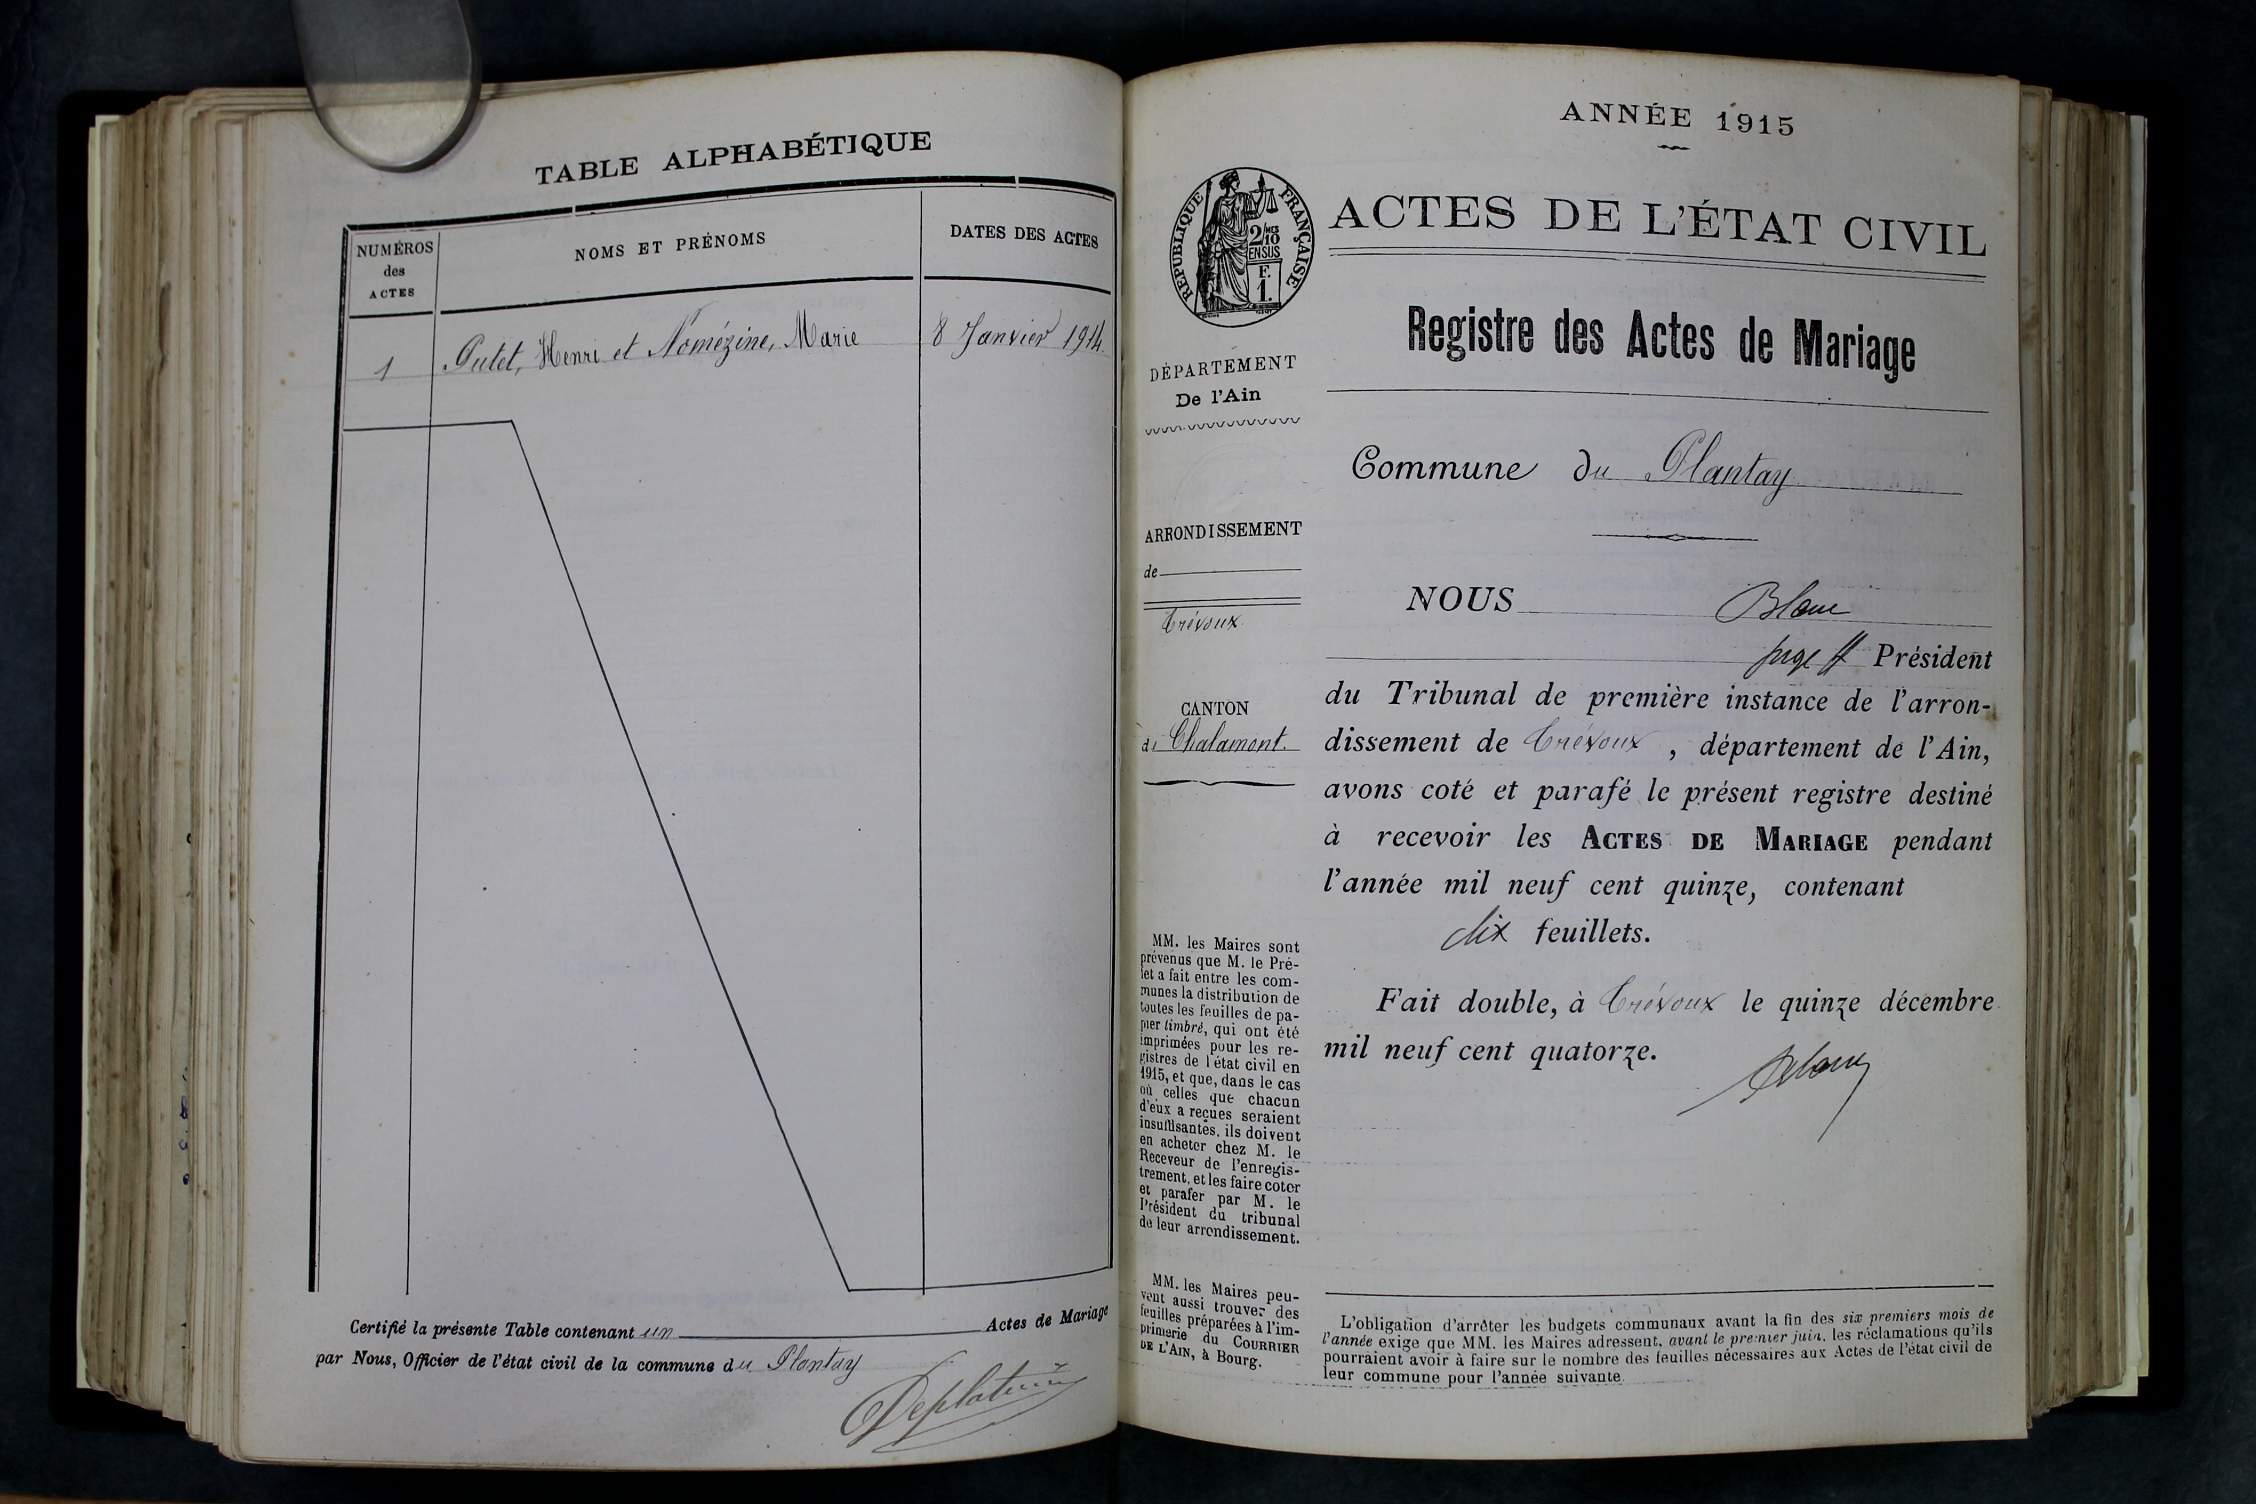 TABLE ALPHABÉTIQUE
NUMÉROS
des
ACTES
NOMS ET PRÉNOMS
DATES DES ACTES
1 Putet, Henri et Nomézine, Marie 8 Janvier 1914.
Certifié la présente Table contenant un Actes de Mariage
par Nous, Officier de l'état civil de la commune du Plantay
ANNÉE 1915
RÉPUBLIQUE FRANÇAISE
2/10 MES
EN SUS
F.
1.
ACTES DE L'ÉTAT CIVIL
Registre des Actes de Mariage
DÉPARTEMENT
De l'Ain
Commune du Plantay
ARRONDISSEMENT
de
Trévoux
CANTON
de Chalamont.
NOUS Blanc
juge ff Président
du Tribunal de première instance de l'arron-
dissement de Trévoux, département de l'Ain,
avons coté et parafé le présent registre destiné
à recevoir les ACTES DE MARIAGE pendant
l'année mil neuf cent quinze, contenant
dix feuillets.
Fait double, à Trévoux le quinze décembre
mil neuf cent quatorze.
MM. les Maires sont
prévenus que M. le Pré-
fet a fait entre les com-
munes la distribution de
toutes les feuilles de pa-
pier timbré, qui ont été
imprimées pour les re-
gistres de l'état civil en
1915, et que, dans le cas
où celles que chacun
d'eux a reçues seraient
insuffisantes, ils doivent
en acheter chez M. le
Receveur de l'enregis-
trement, et les faire coter
et parafer par M. le
Président du tribunal
de leur arrondissement.
MM. les Maires peu-
vent aussi trouver des
feuilles préparées à l'im-
primerie du COURRIER
DE L'AIN, à Bourg.
L'obligation d'arrêter les budgets communaux avant la fin des six premiers mois de
l'année exige que MM. les Maires adressent, avant le premier juin, les réclamations qu'ils
pourraient avoir à faire sur le nombre des feuilles nécessaires aux Actes de l'état civil de
leur commune pour l'année suivante.